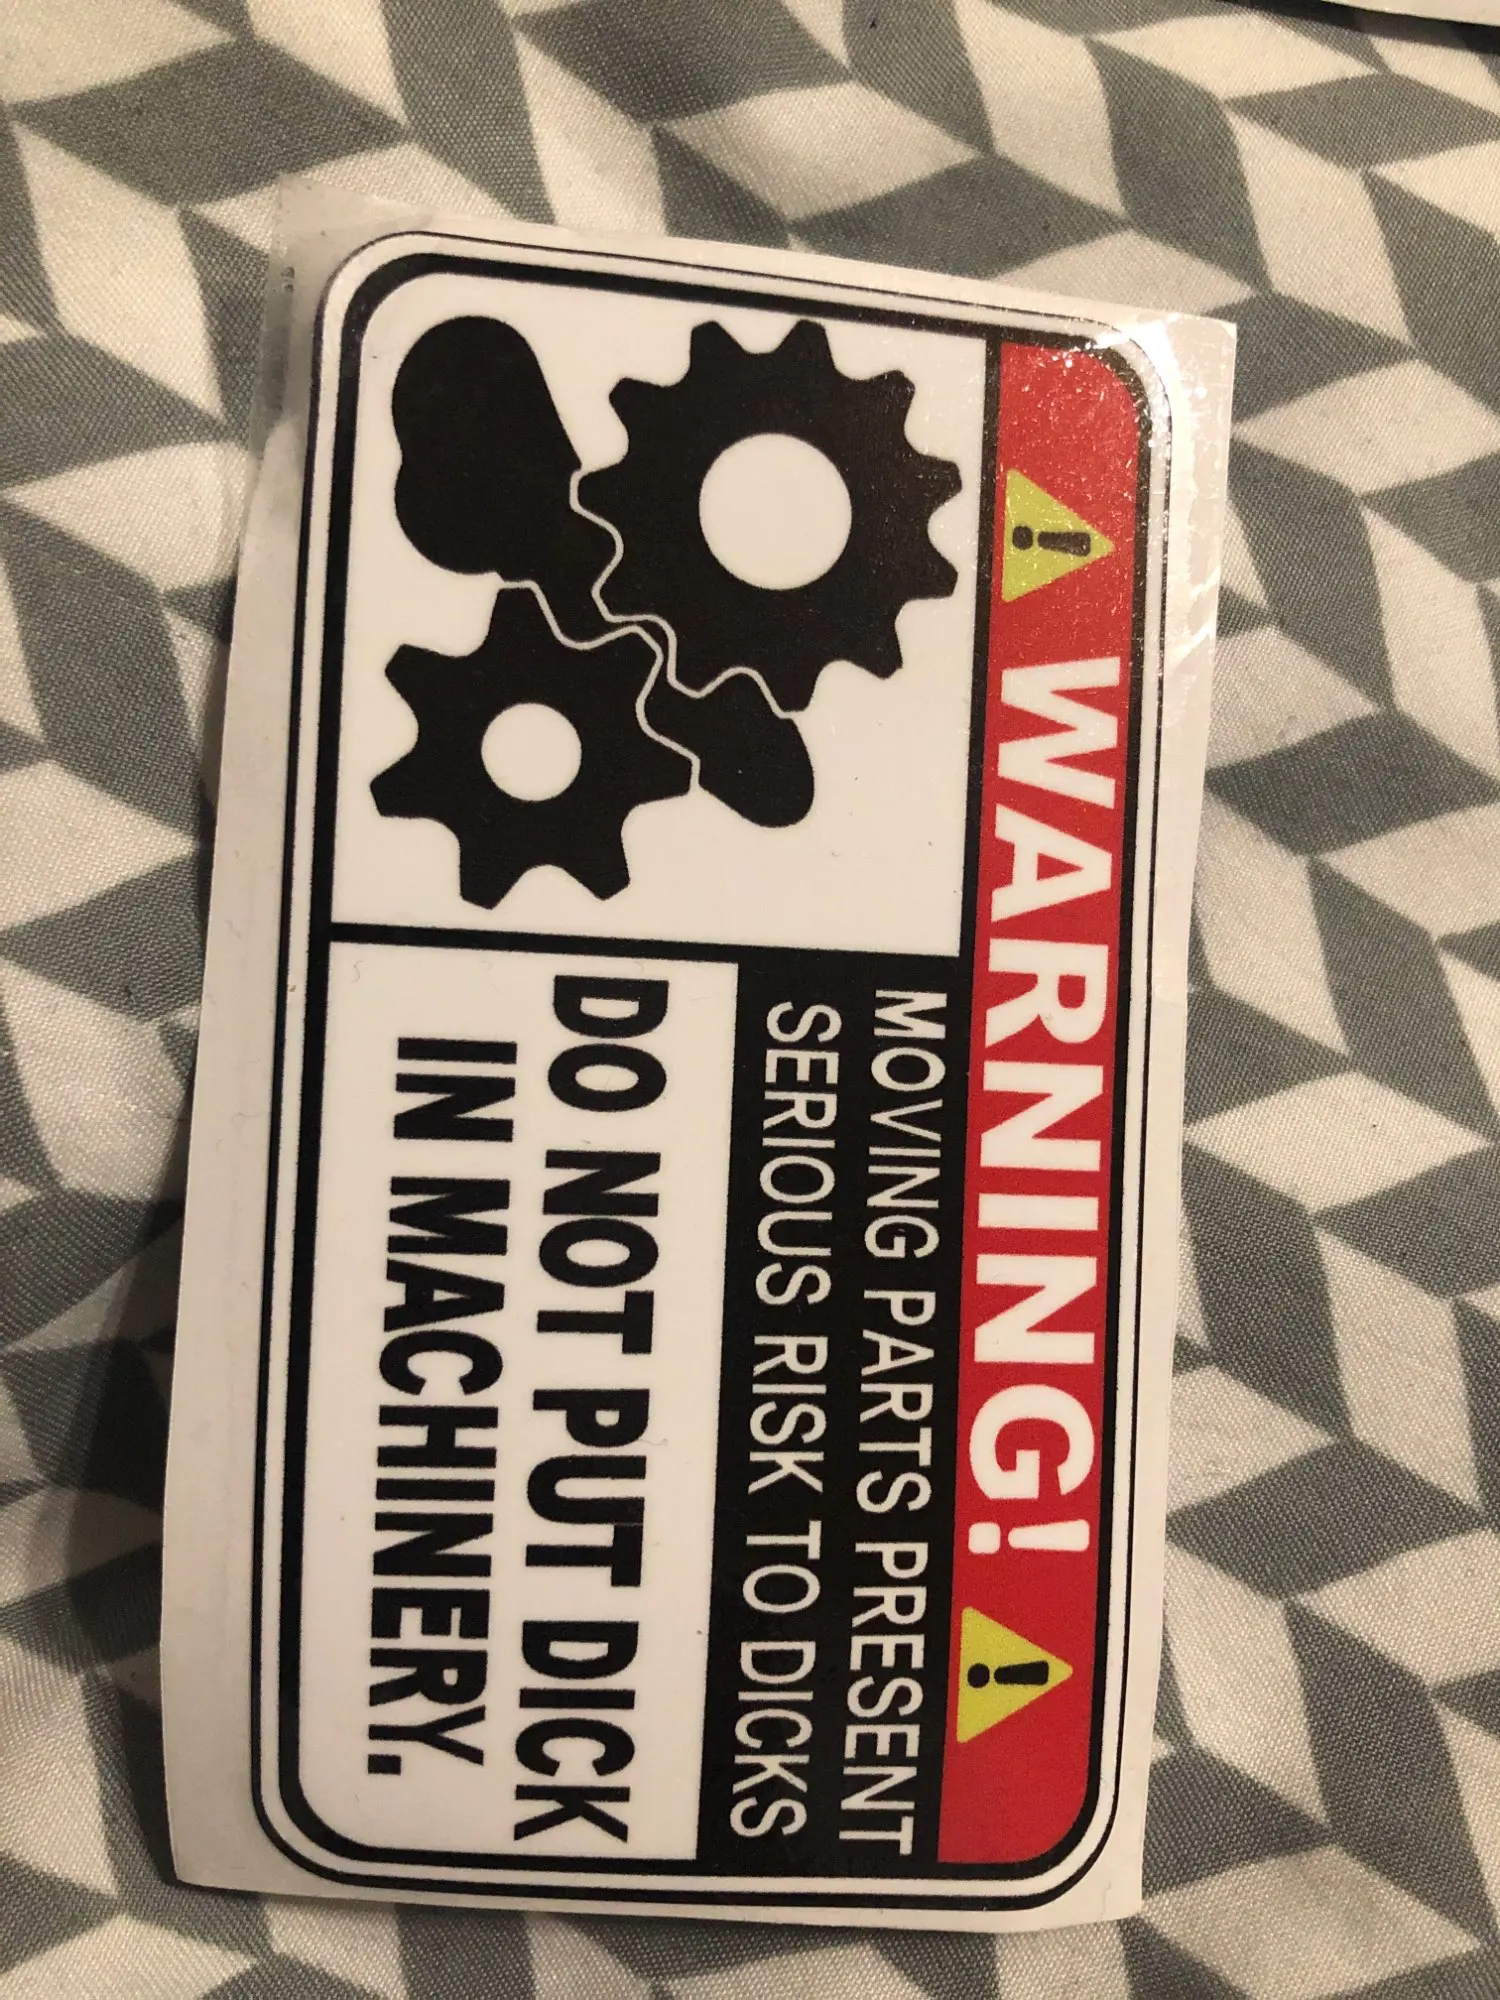 WARNING!
MOVING PARTS PRESENT
SERIOUS RISK TO DICKS
DO NOT PUT DICK
IN MACHINERY.